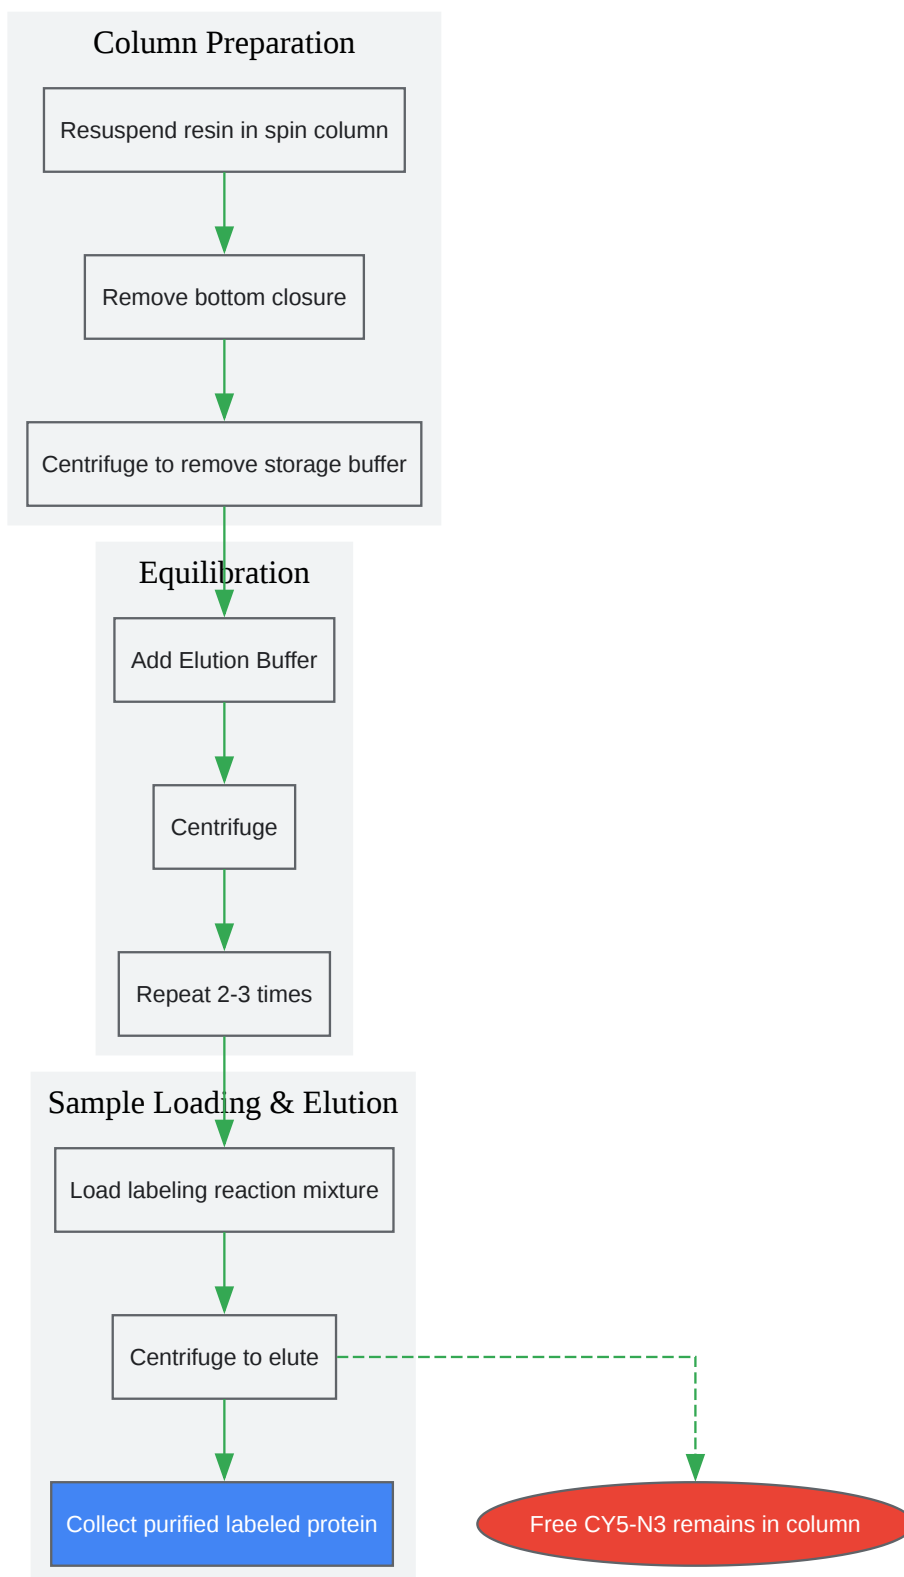 Column Preparation
Resuspend resin in spin column
Remove bottom closure
Centrifuge to remove storage buffer
Equilibration
Add Elution Buffer
Centrifuge
Repeat 2-3 times
Sample Loading & Elution
Load labeling reaction mixture
Centrifuge to elute
Collect purified labeled protein
Free CY5-N3 remains in column